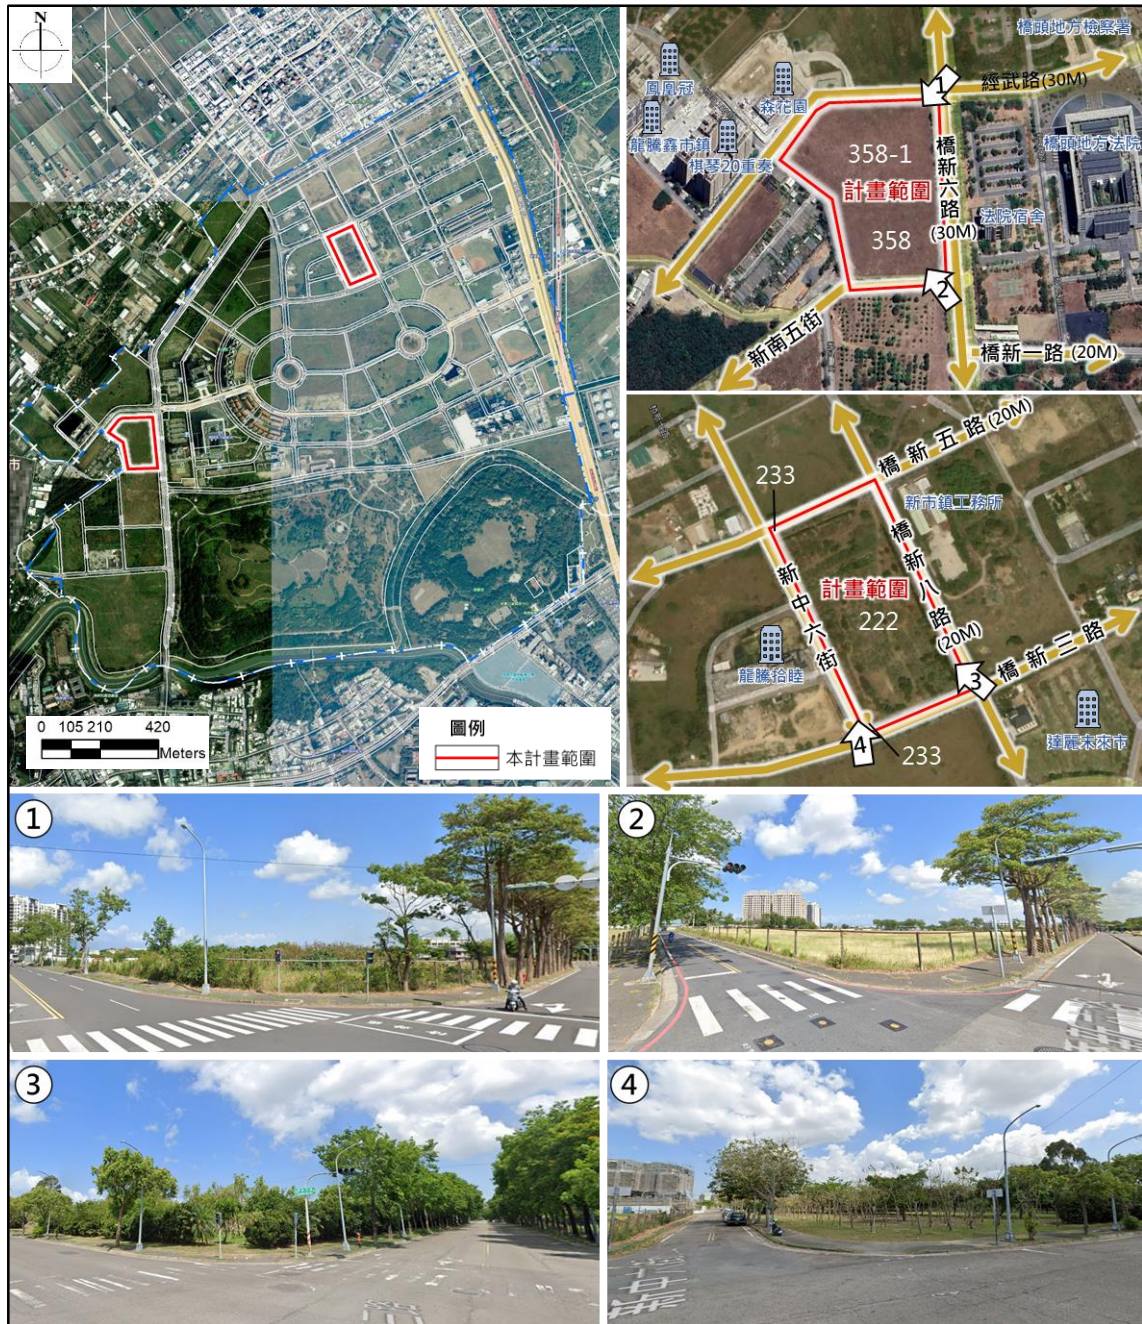 N
0 105 210 420
Meters
圖例
本計畫範圍
橋頭地方檢察署
1
經武路(30M)
鳳凰冠
森花園
龍騰鑫市鎮
棋琴20重奏
橋頭地方法院
358-1
計畫範圍
橋新六路
(30M)
法院宿舍
358
2
新南五街
橋新一路(20M)
233
橋新五路(20M)
新市鎮工務所
橋新八路
(20M)
計畫範圍
222
新中六街
龍騰拾睦
3
橋新三路
4
233
達麗未來市
1
2
3
4